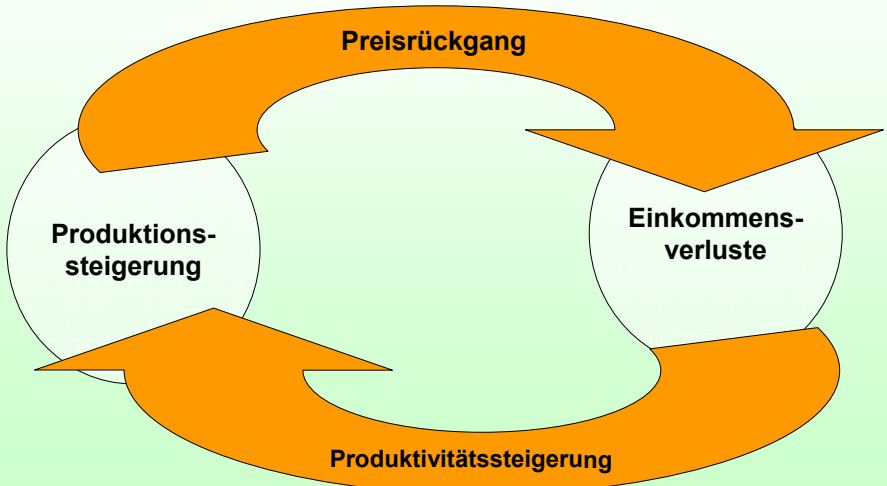 Preisrückgang
Produktions-
steigerung
Einkommens-
verluste
Produktivitätssteigerung